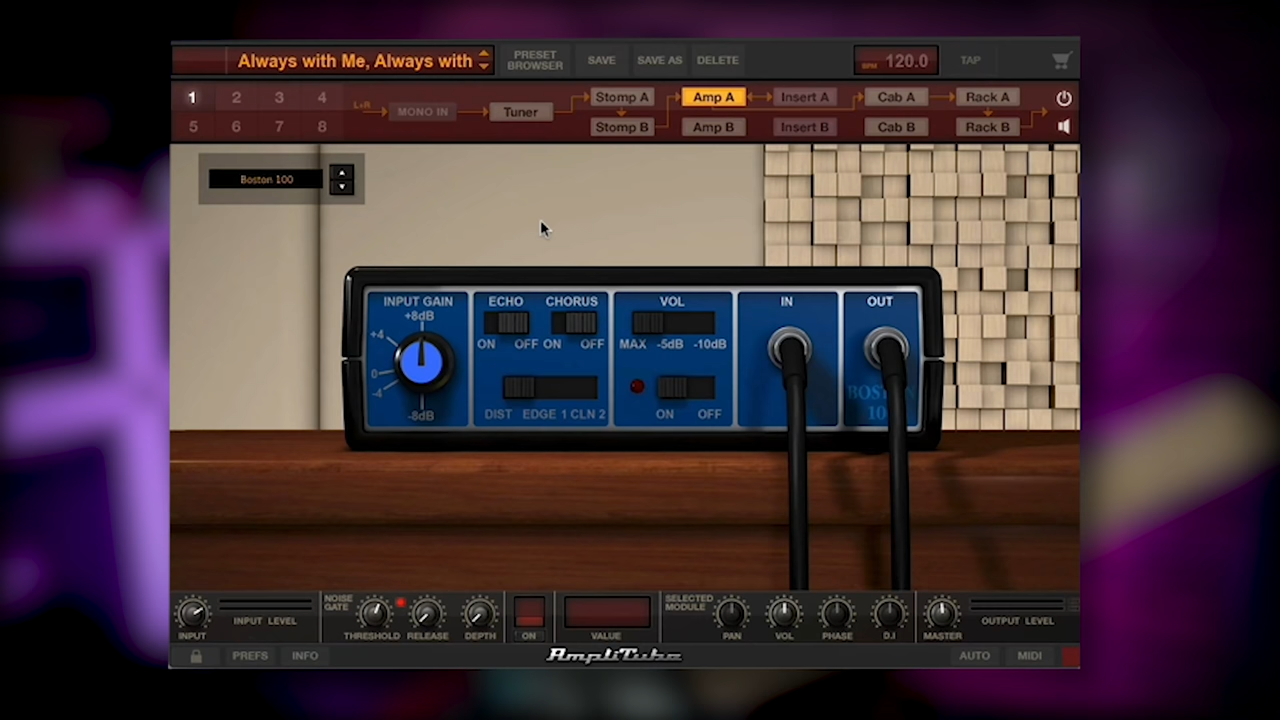 Always with Me, Always with
PRESET BROWSER
SAVE
SAVE AS
DELETE
BPM 120.0
TAP
1 2 3 4
5 6 7 8
L+R
MONO IN
Tuner
Stomp A
Amp A
Insert A
Cab A
Rack A
Stomp B
Amp B
Insert B
Cab B
Rack B
Boston 100
INPUT GAIN
+8dB
+4
0
-4
-8dB
ECHO CHORUS
ON OFF ON OFF
DIST EDGE 1 CLN 2
VOL
MAX -5dB -10dB
ON OFF
IN
OUT
BOSTON
100
INPUT
INPUT LEVEL
NOISE GATE
THRESHOLD
RELEASE
DEPTH
ON
VALUE
SELECTED MODULE
PAN
VOL
PHASE
D.I
MASTER
OUTPUT LEVEL
PREFS
INFO
AmpliTube
AUTO
MIDI